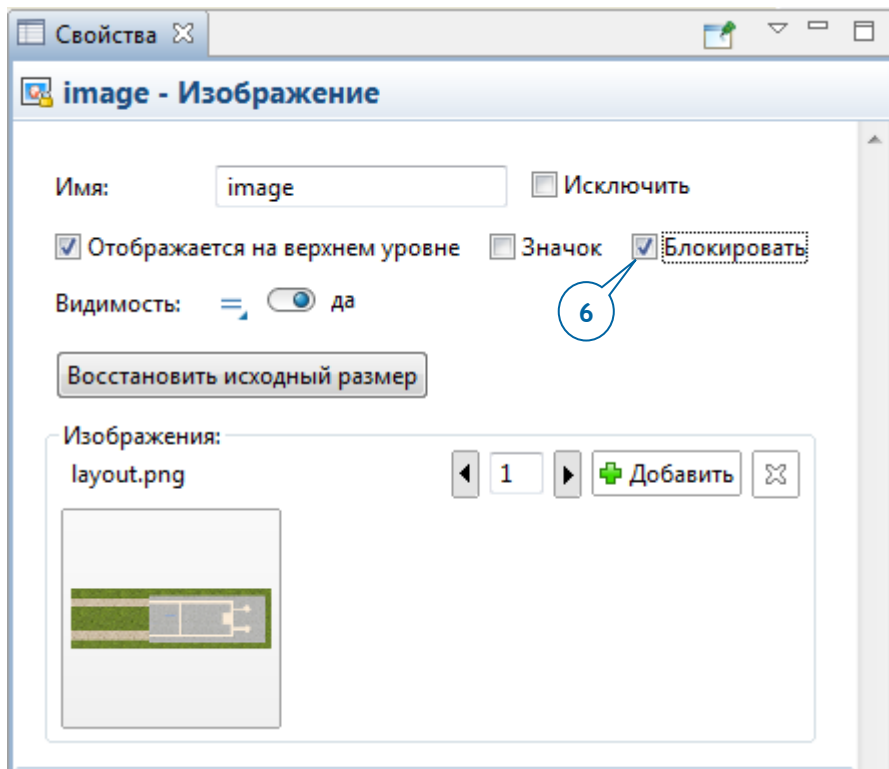 Свойства
image - Изображение
Имя: image Исключить
Отображается на верхнем уровне Значок Блокировать
Видимость: = да
6
Восстановить исходный размер
Изображения:
layout.png 1 Добавить